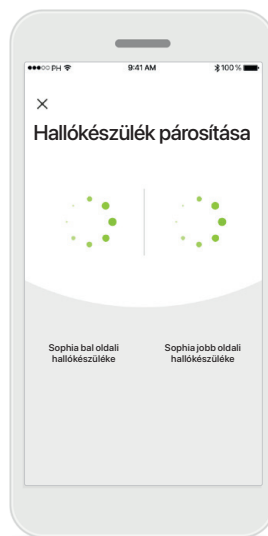 ●●●○○ PH 9:41 AM 100%
Hallókészülék párosítása
Sophia bal oldali
hallókészüléke
Sophia jobb oldali
hallókészüléke